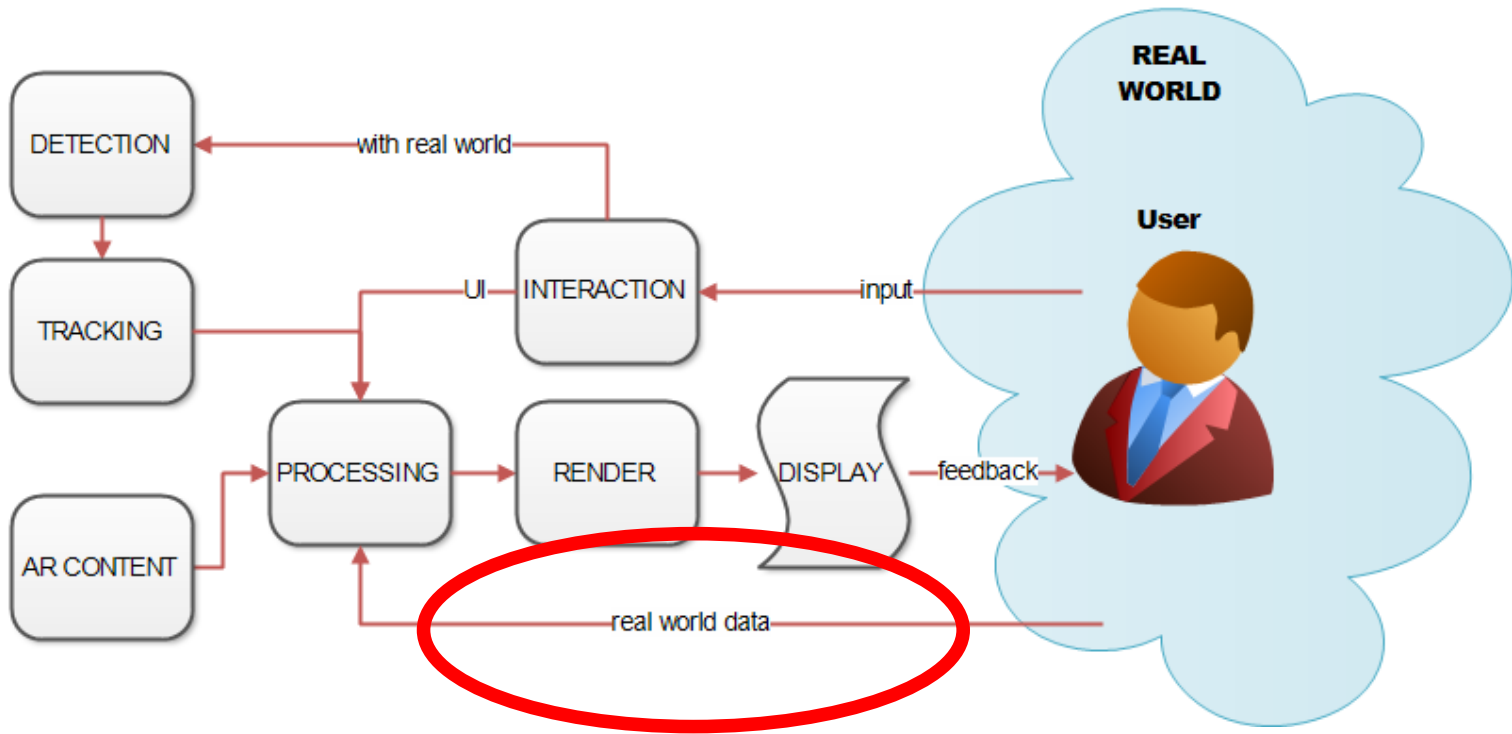 REAL
WORLD
DETECTION
with real world
User
UI
INTERACTION
input
TRACKING
PROCESSING
RENDER
DISPLAY
feedback
AR CONTENT
real world data